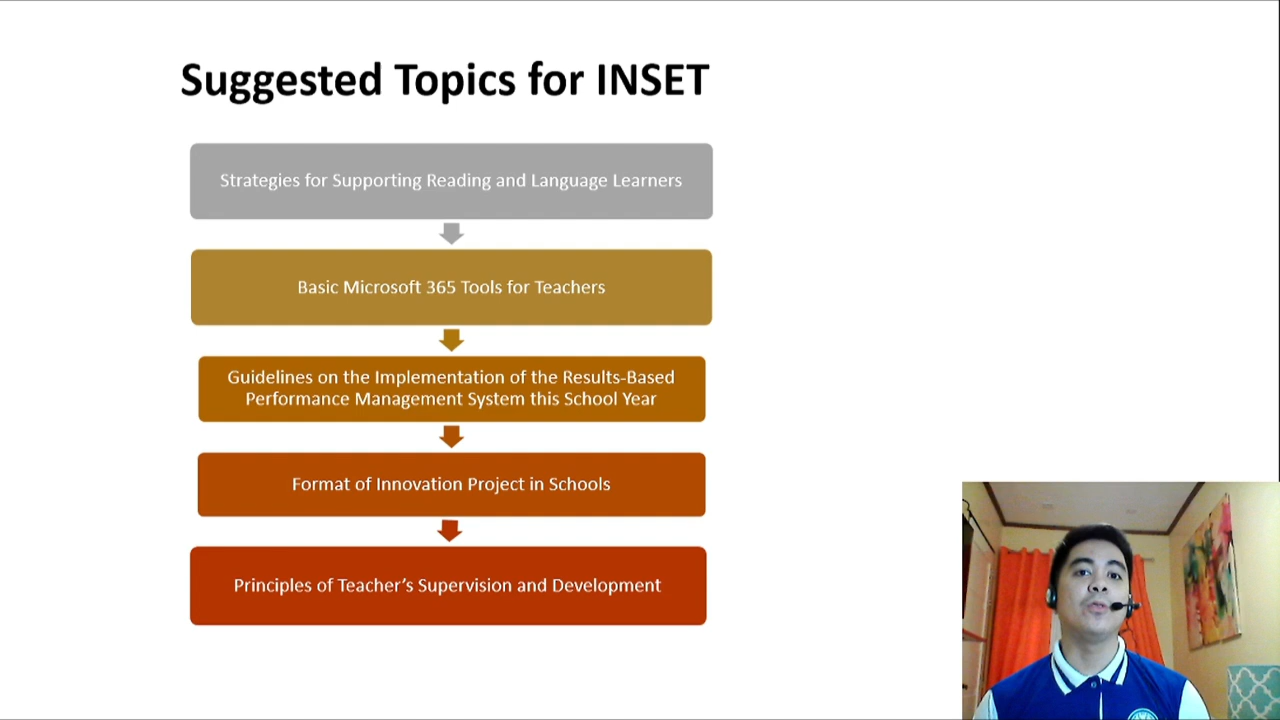 Suggested Topics for INSET
Strategies for Supporting Reading and Language Learners
Basic Microsoft 365 Tools for Teachers
Guidelines on the Implementation of the Results-Based
Performance Management System this School Year
Format of Innovation Project in Schools
Principles of Teacher’s Supervision and Development